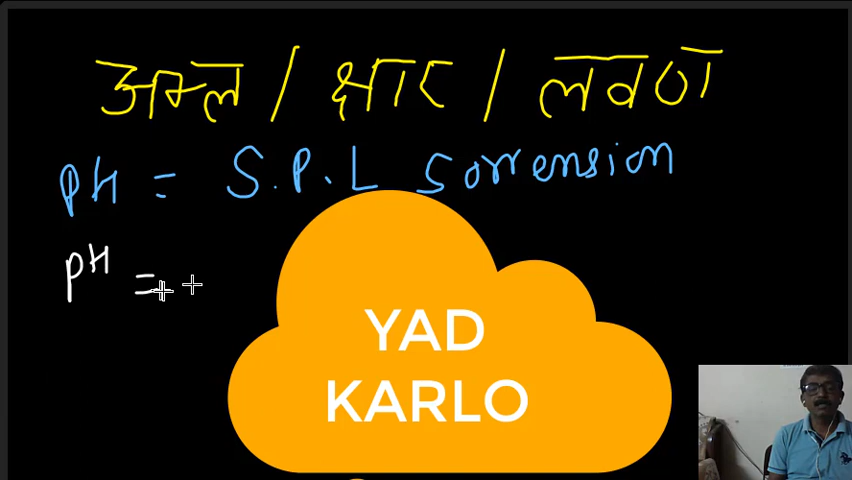 अम्ल / क्षार / लवण
PH = S.P.L Sorrension
PH =
YAD
KARLO